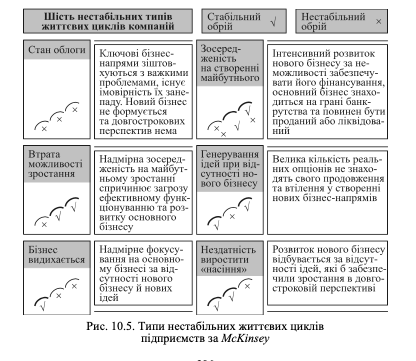 Шість нестабільних типів
життєвих циклів компаній
Стабільний
обрій
√
Нестабільний
обрій
×
Стан облоги
Ключові бізнес-
напрями зіштов-
хуються з важкими
проблемами, існує
імовірність їх зане-
паду. Новий бізнес
не формується
та довгострокових
перспектив нема
Зосеред-
женість
на створенні
майбутнього
Інтенсивний розвиток
нового бізнесу за не-
можливості забезпечу-
вати його фінансування,
основний бізнес знахо-
диться на грані банк-
рутства та повинен бути
проданий або ліквідова-
ний
Втрата
можливості
зростання
Надмірна зосеред-
женість на майбут-
ньому зростанні
спричинює загрозу
ефективному функ-
ціонуванню та роз-
витку основного
бізнесу
Генерування
ідей при від-
сутності но-
вого бізнесу
Велика кількість реаль-
них опціонів не знахо-
дять свого продовження
та втілення у створенні
нових бізнес-напрямів
Бізнес
видихається
Надмірне фокусу-
вання на основно-
му бізнесі за від-
сутності нового
бізнесу й нових
ідей
Нездатність
виростити
«насіння»
Розвиток нового бізнесу
відбувається за відсут-
ності ідей, які б забезпе-
чили зростання в довго-
строковій перспективі
Рис. 10.5. Типи нестабільних життєвих циклів
підприємств за McKinsey